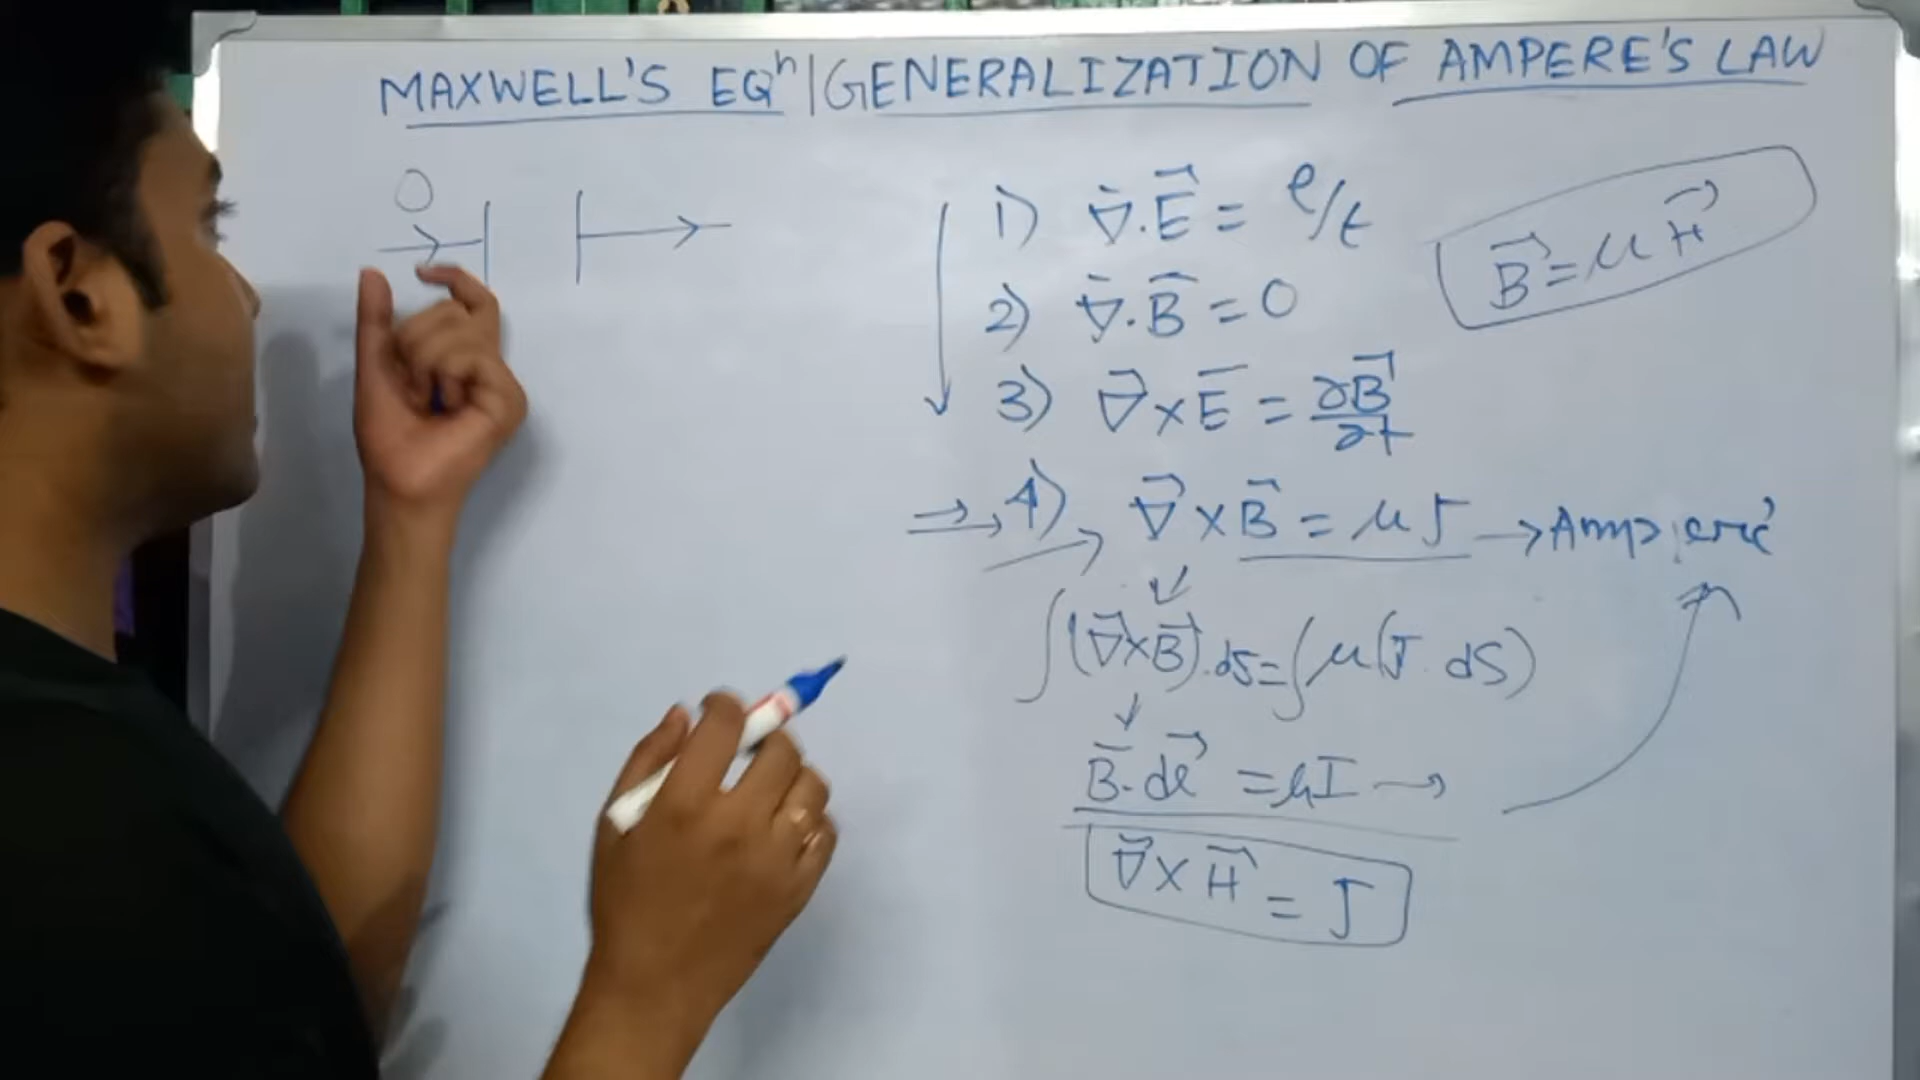 MAXWELL'S EQⁿ | GENERALIZATION OF AMPERE'S LAW
1) ∇⃗.E⃗ = ρ/ε
B⃗ = μH⃗
2) ∇⃗.B⃗ = 0
3) ∇⃗×E⃗ = ∂B⃗/∂t
4) ∇⃗×B⃗ = μJ → Ampere'
∫(∇⃗×B⃗).ds = ∫μ(J. dS)
B⃗.dl⃗ = μI →
∇⃗×H⃗ = J